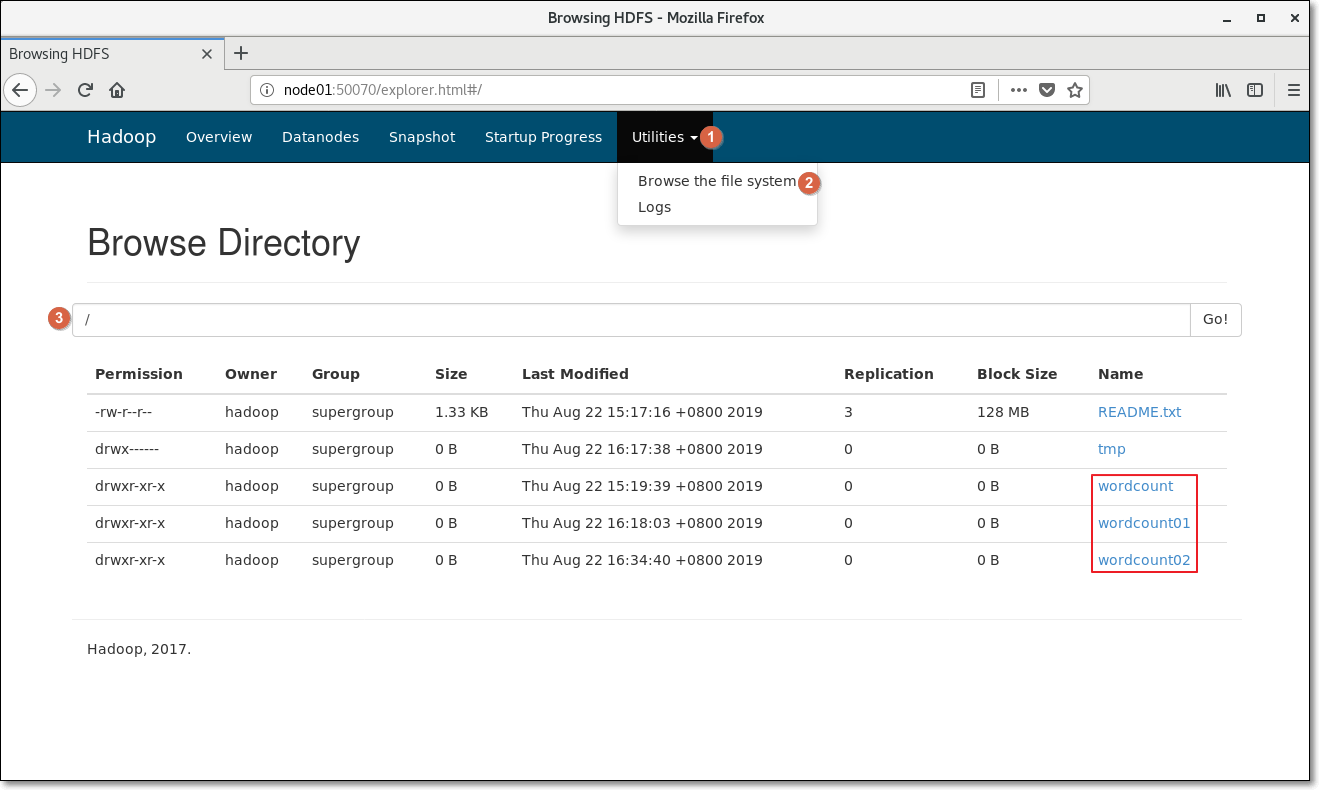 Browsing HDFS - Mozilla Firefox
Browsing HDFS
node01:50070/explorer.html#/
Hadoop Overview Datanodes Snapshot Startup Progress Utilities 1
Browse the file system 2
Logs
Browse Directory
3 / Go!
Permission Owner Group Size Last Modified Replication Block Size Name
-rw-r--r-- hadoop supergroup 1.33 KB Thu Aug 22 15:17:16 +0800 2019 3 128 MB README.txt
drwx------ hadoop supergroup 0 B Thu Aug 22 16:17:38 +0800 2019 0 0 B tmp
drwxr-xr-x hadoop supergroup 0 B Thu Aug 22 15:19:39 +0800 2019 0 0 B wordcount
drwxr-xr-x hadoop supergroup 0 B Thu Aug 22 16:18:03 +0800 2019 0 0 B wordcount01
drwxr-xr-x hadoop supergroup 0 B Thu Aug 22 16:34:40 +0800 2019 0 0 B wordcount02
Hadoop, 2017.